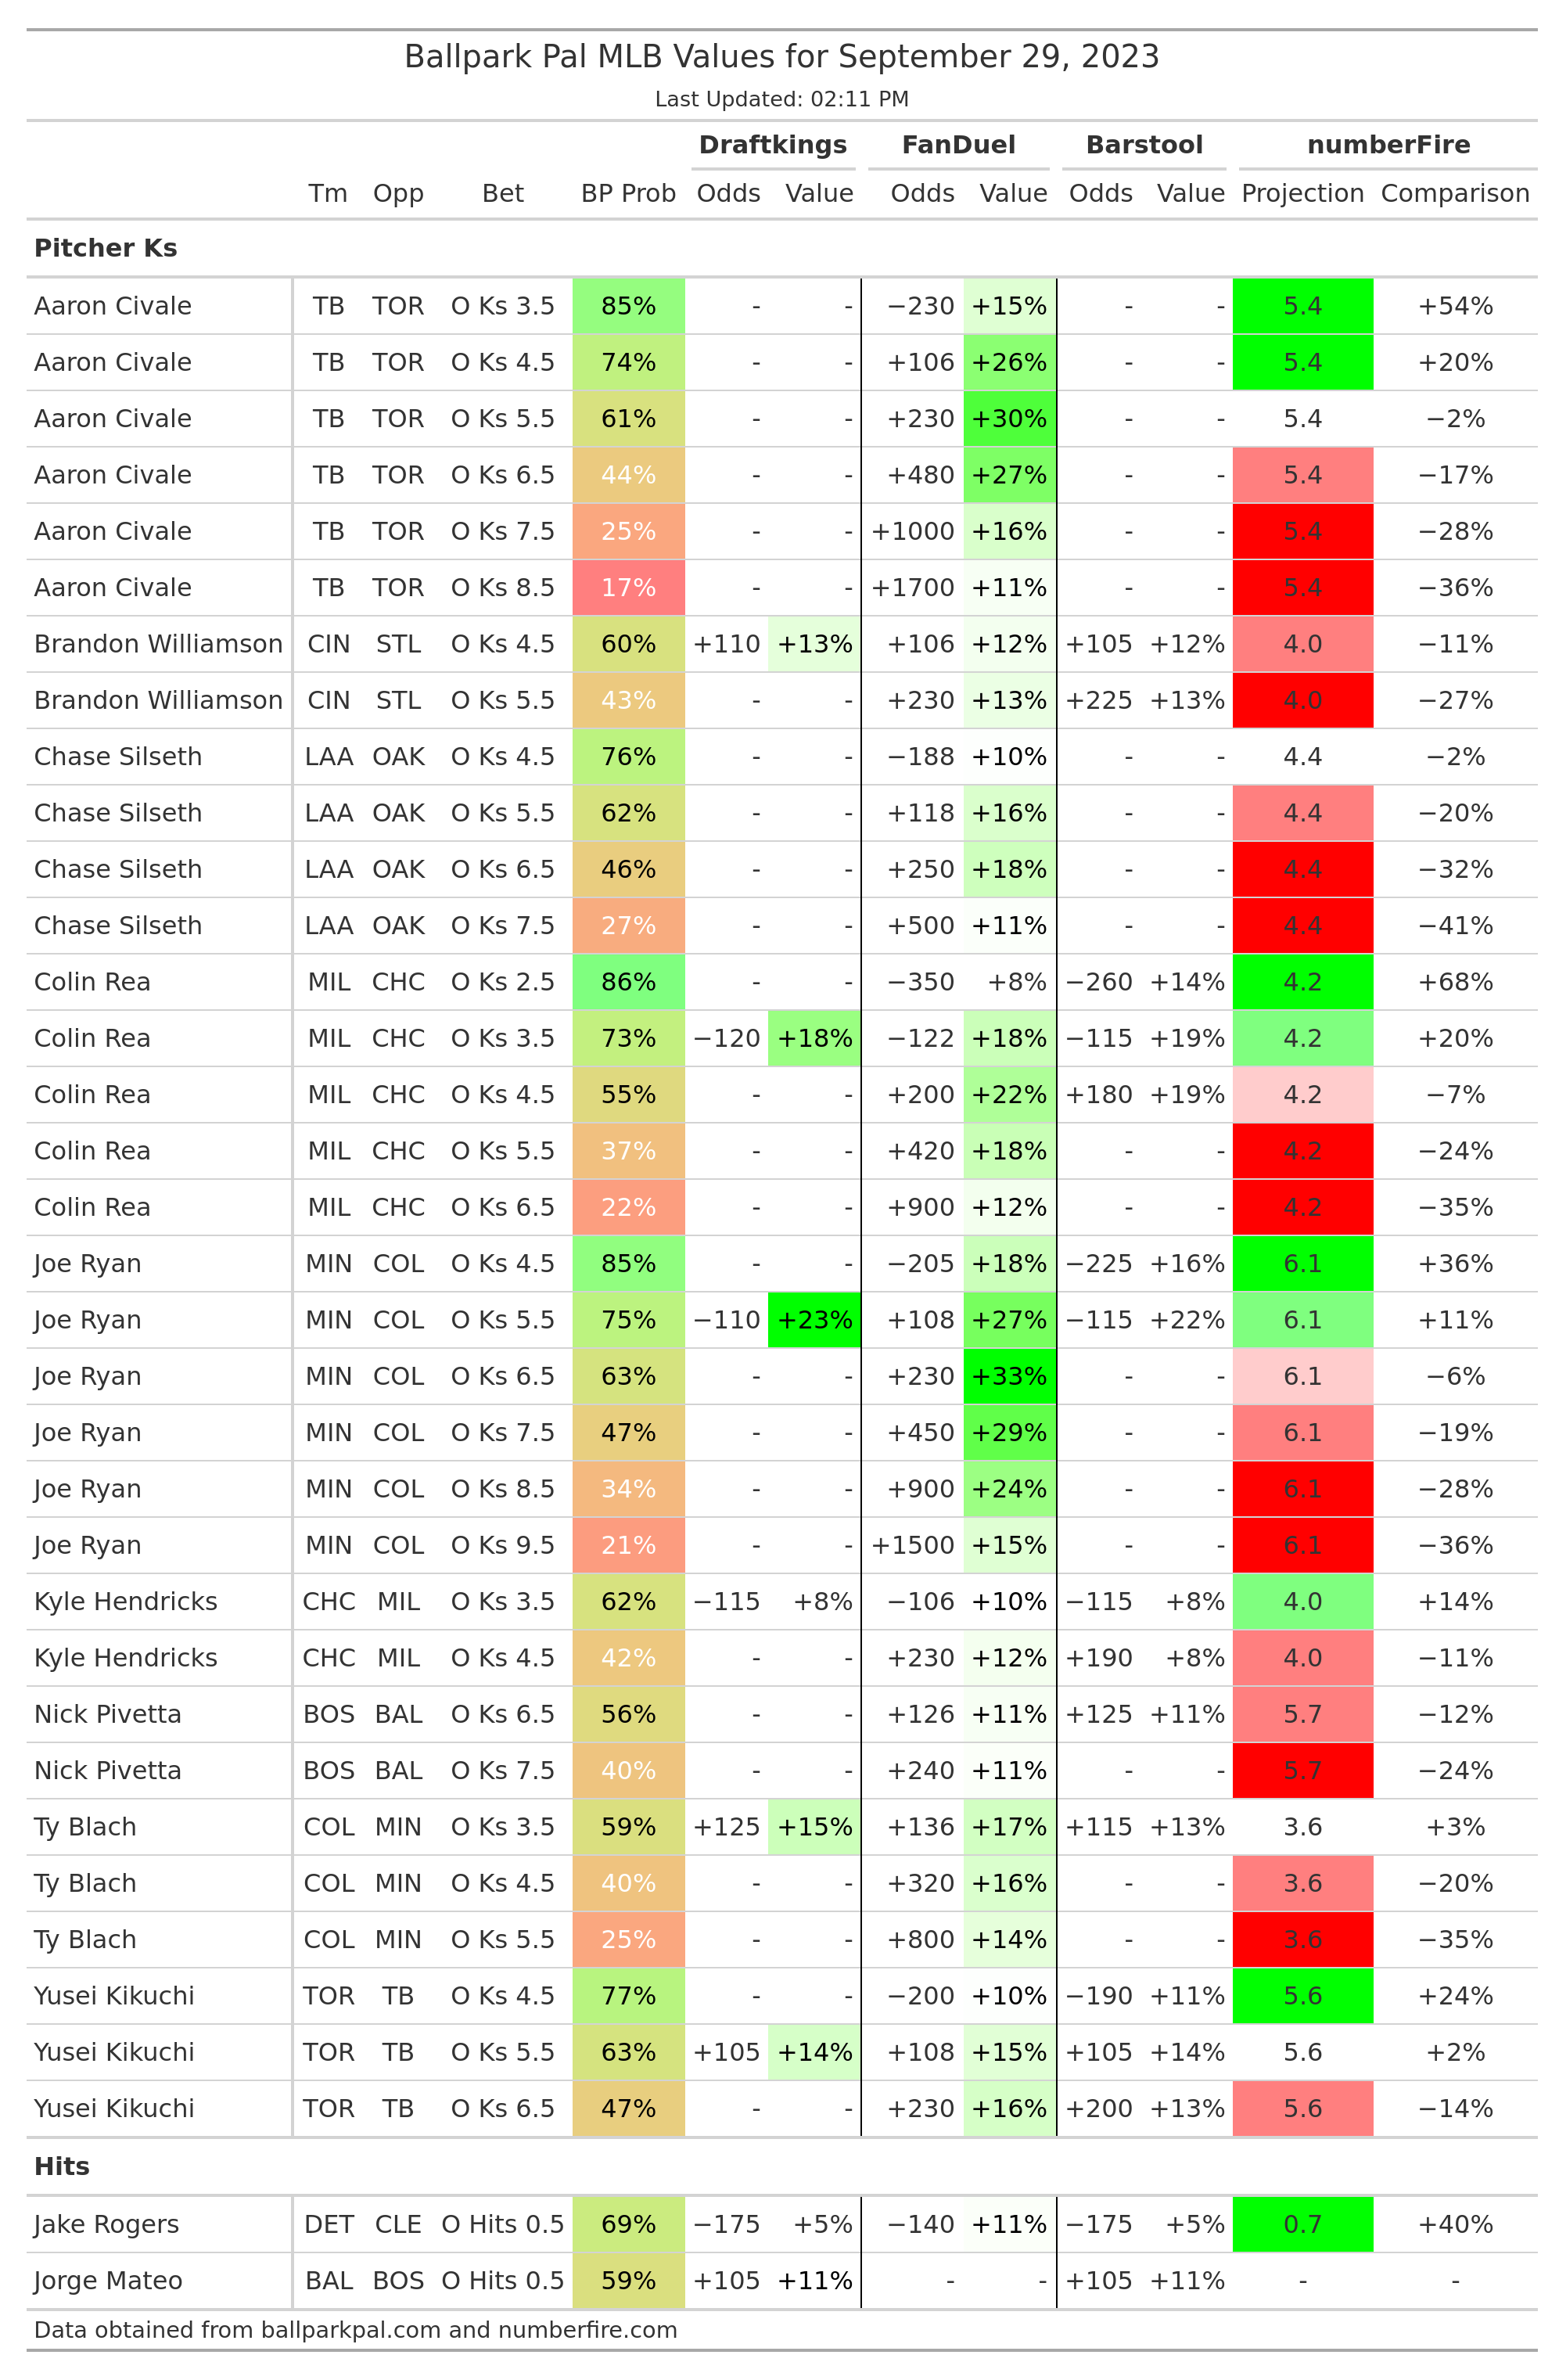 Ballpark Pal MLB Values for September 29, 2023
Last Updated: 02:11 PM
Draftkings FanDuel Barstool numberFire
Tm Opp Bet BP Prob Odds Value Odds Value Odds Value Projection Comparison
Pitcher Ks
Aaron Civale TB TOR O Ks 3.5 85% - - −230 +15% - - 5.4 +54%
Aaron Civale TB TOR O Ks 4.5 74% - - +106 +26% - - 5.4 +20%
Aaron Civale TB TOR O Ks 5.5 61% - - +230 +30% - - 5.4 −2%
Aaron Civale TB TOR O Ks 6.5 44% - - +480 +27% - - 5.4 −17%
Aaron Civale TB TOR O Ks 7.5 25% - - +1000 +16% - - 5.4 −28%
Aaron Civale TB TOR O Ks 8.5 17% - - +1700 +11% - - 5.4 −36%
Brandon Williamson CIN STL O Ks 4.5 60% +110 +13% +106 +12% +105 +12% 4.0 −11%
Brandon Williamson CIN STL O Ks 5.5 43% - - +230 +13% +225 +13% 4.0 −27%
Chase Silseth LAA OAK O Ks 4.5 76% - - −188 +10% - - 4.4 −2%
Chase Silseth LAA OAK O Ks 5.5 62% - - +118 +16% - - 4.4 −20%
Chase Silseth LAA OAK O Ks 6.5 46% - - +250 +18% - - 4.4 −32%
Chase Silseth LAA OAK O Ks 7.5 27% - - +500 +11% - - 4.4 −41%
Colin Rea MIL CHC O Ks 2.5 86% - - −350 +8% −260 +14% 4.2 +68%
Colin Rea MIL CHC O Ks 3.5 73% −120 +18% −122 +18% −115 +19% 4.2 +20%
Colin Rea MIL CHC O Ks 4.5 55% - - +200 +22% +180 +19% 4.2 −7%
Colin Rea MIL CHC O Ks 5.5 37% - - +420 +18% - - 4.2 −24%
Colin Rea MIL CHC O Ks 6.5 22% - - +900 +12% - - 4.2 −35%
Joe Ryan MIN COL O Ks 4.5 85% - - −205 +18% −225 +16% 6.1 +36%
Joe Ryan MIN COL O Ks 5.5 75% −110 +23% +108 +27% −115 +22% 6.1 +11%
Joe Ryan MIN COL O Ks 6.5 63% - - +230 +33% - - 6.1 −6%
Joe Ryan MIN COL O Ks 7.5 47% - - +450 +29% - - 6.1 −19%
Joe Ryan MIN COL O Ks 8.5 34% - - +900 +24% - - 6.1 −28%
Joe Ryan MIN COL O Ks 9.5 21% - - +1500 +15% - - 6.1 −36%
Kyle Hendricks CHC MIL O Ks 3.5 62% −115 +8% −106 +10% −115 +8% 4.0 +14%
Kyle Hendricks CHC MIL O Ks 4.5 42% - - +230 +12% +190 +8% 4.0 −11%
Nick Pivetta BOS BAL O Ks 6.5 56% - - +126 +11% +125 +11% 5.7 −12%
Nick Pivetta BOS BAL O Ks 7.5 40% - - +240 +11% - - 5.7 −24%
Ty Blach COL MIN O Ks 3.5 59% +125 +15% +136 +17% +115 +13% 3.6 +3%
Ty Blach COL MIN O Ks 4.5 40% - - +320 +16% - - 3.6 −20%
Ty Blach COL MIN O Ks 5.5 25% - - +800 +14% - - 3.6 −35%
Yusei Kikuchi TOR TB O Ks 4.5 77% - - −200 +10% −190 +11% 5.6 +24%
Yusei Kikuchi TOR TB O Ks 5.5 63% +105 +14% +108 +15% +105 +14% 5.6 +2%
Yusei Kikuchi TOR TB O Ks 6.5 47% - - +230 +16% +200 +13% 5.6 −14%
Hits
Jake Rogers DET CLE O Hits 0.5 69% −175 +5% −140 +11% −175 +5% 0.7 +40%
Jorge Mateo BAL BOS O Hits 0.5 59% +105 +11% - - +105 +11% - -
Data obtained from ballparkpal.com and numberfire.com